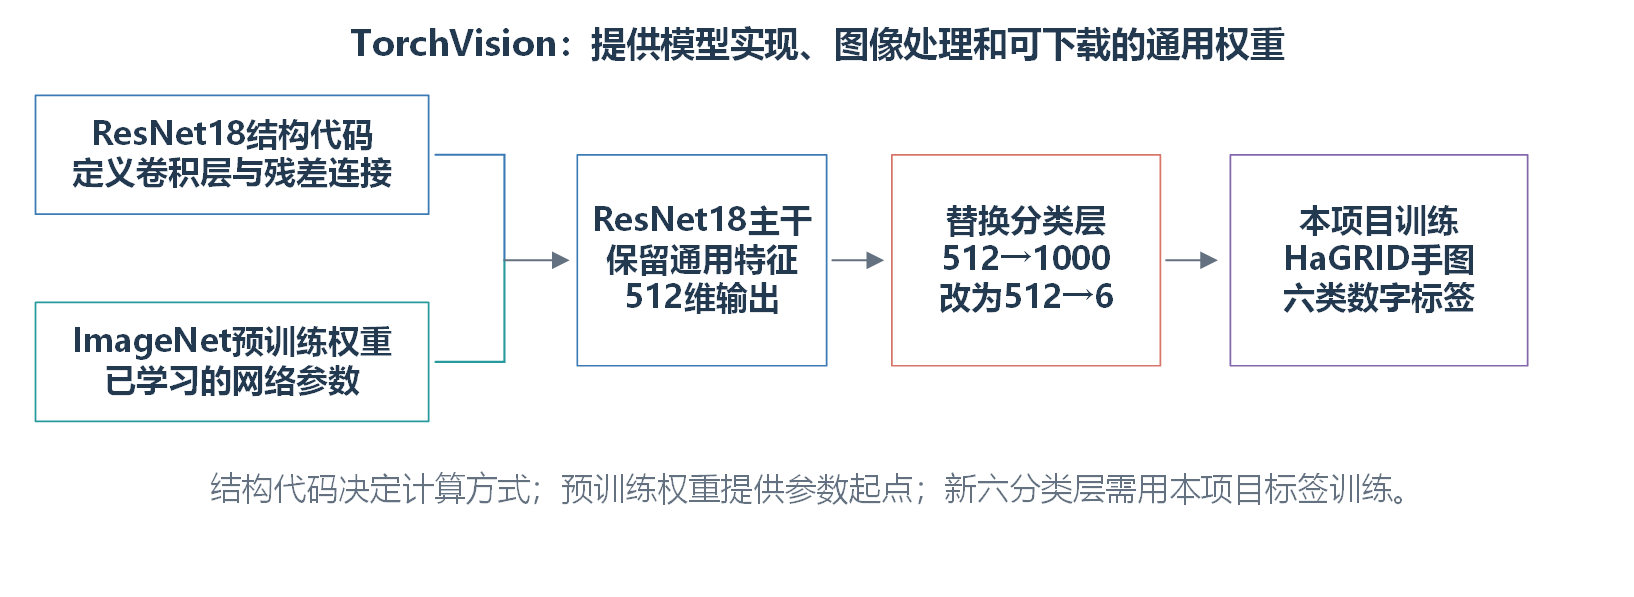 TorchVision：提供模型实现、图像处理和可下载的通用权重
ResNet18结构代码
定义卷积层与残差连接
ImageNet预训练权重
已学习的网络参数
ResNet18主干
保留通用特征
512维输出
替换分类层
512→1000
改为512→6
本项目训练
HaGRID手图
六类数字标签
结构代码决定计算方式；预训练权重提供参数起点；新六分类层需用本项目标签训练。